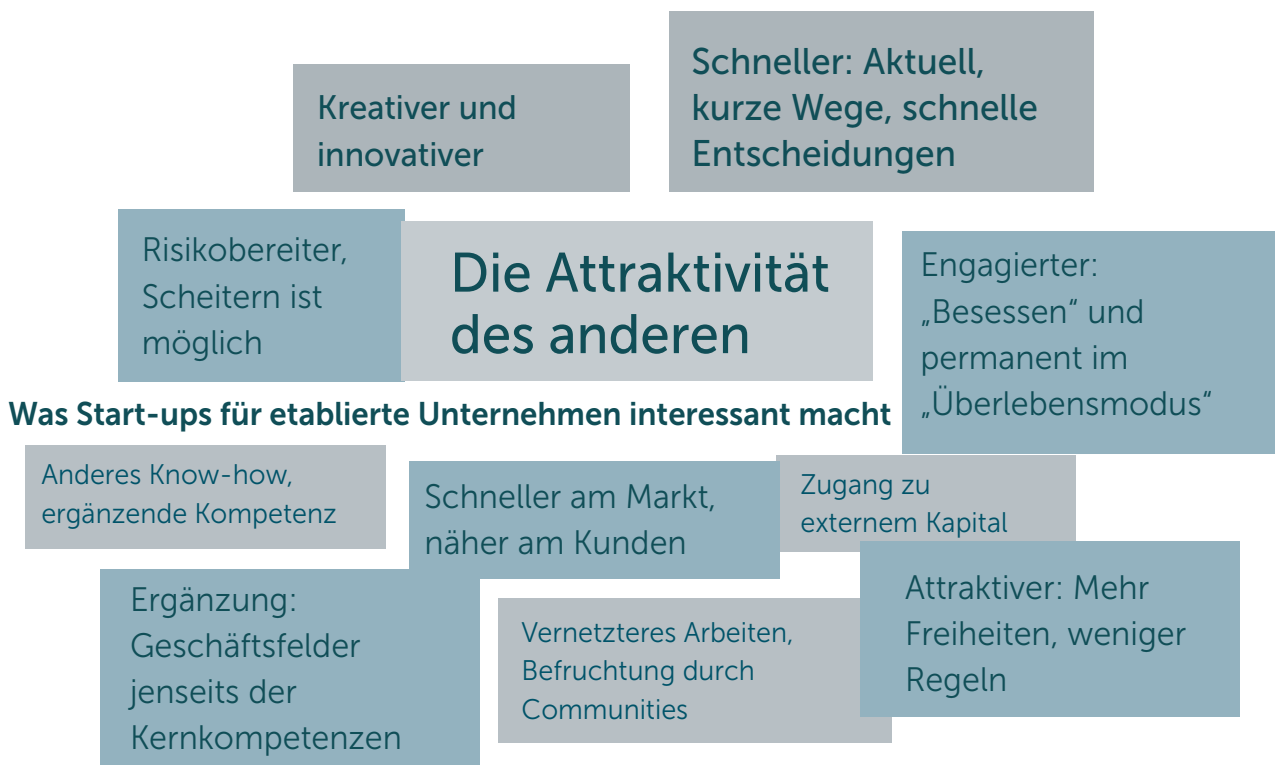 Kreativer und
innovativer
Schneller: Aktuell,
kurze Wege, schnelle
Entscheidungen
Risikobereiter,
Scheitern ist
möglich
Die Attraktivität
des anderen
Engagierter:
„Besessen“ und
permanent im
„Überlebensmodus“
Was Start-ups für etablierte Unternehmen interessant macht
Anderes Know-how,
ergänzende Kompetenz
Schneller am Markt,
näher am Kunden
Zugang zu
externem Kapital
Ergänzung:
Geschäftsfelder
jenseits der
Kernkompetenzen
Vernetzteres Arbeiten,
Befruchtung durch
Communities
Attraktiver: Mehr
Freiheiten, weniger
Regeln